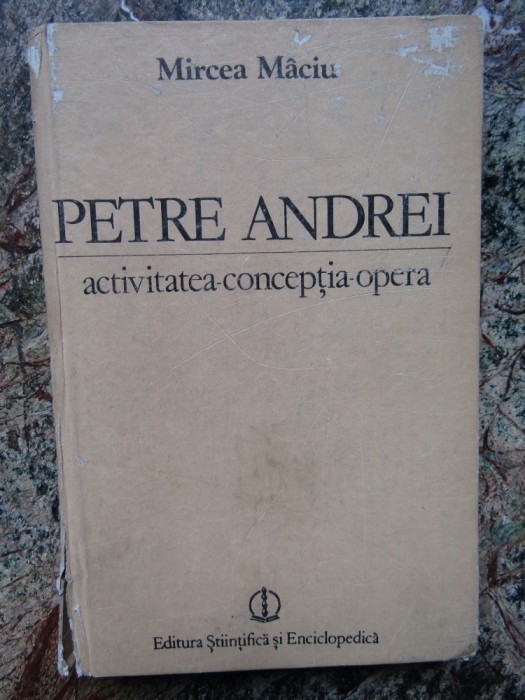 Mircea Mâciu
PETRE ANDREI
activitatea-concepția-opera
Editura Științifică și Enciclopedică